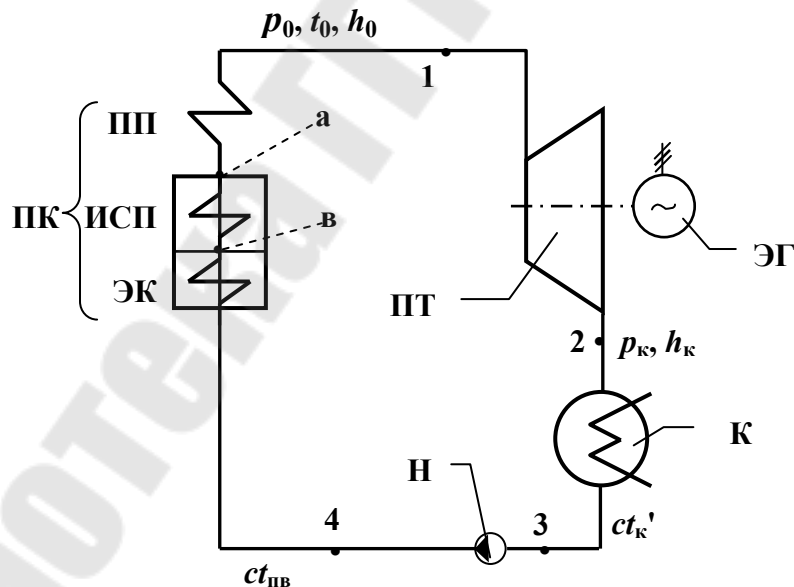 p₀, t₀, h₀
1
ПП
а
ПК
ИСП
в
ЭК
~
ЭГ
ПТ
2
pк, hк
К
Н
4
3
ctк'
ctпв